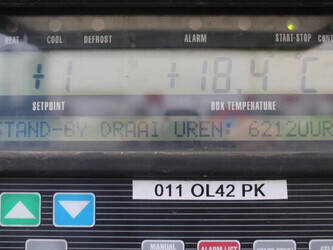 HEAT COOL DEFROST ALARM START-STOP CONT
+1 +18.4 C
SETPOINT BOX TEMPERATURE
STAND-BY DRAAI UREN: 6212UUR
011 OL42 PK
MANUAL ALARM LIST